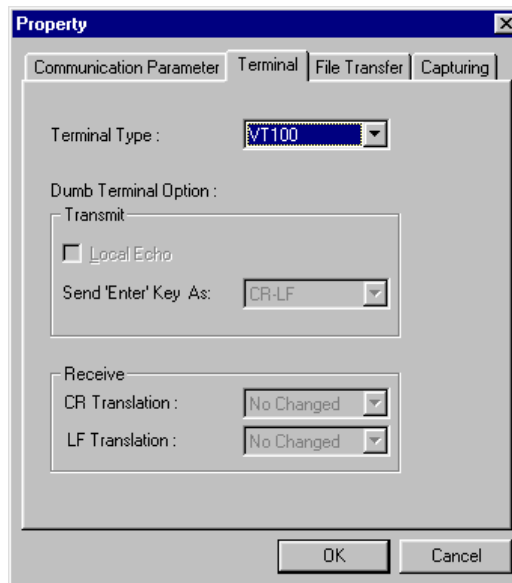 Property
Communication Parameter Terminal File Transfer Capturing
Terminal Type : VT100
Dumb Terminal Option :
Transmit
Local Echo
Send 'Enter' Key As: CR-LF
Receive
CR Translation : No Changed
LF Translation : No Changed
OK Cancel